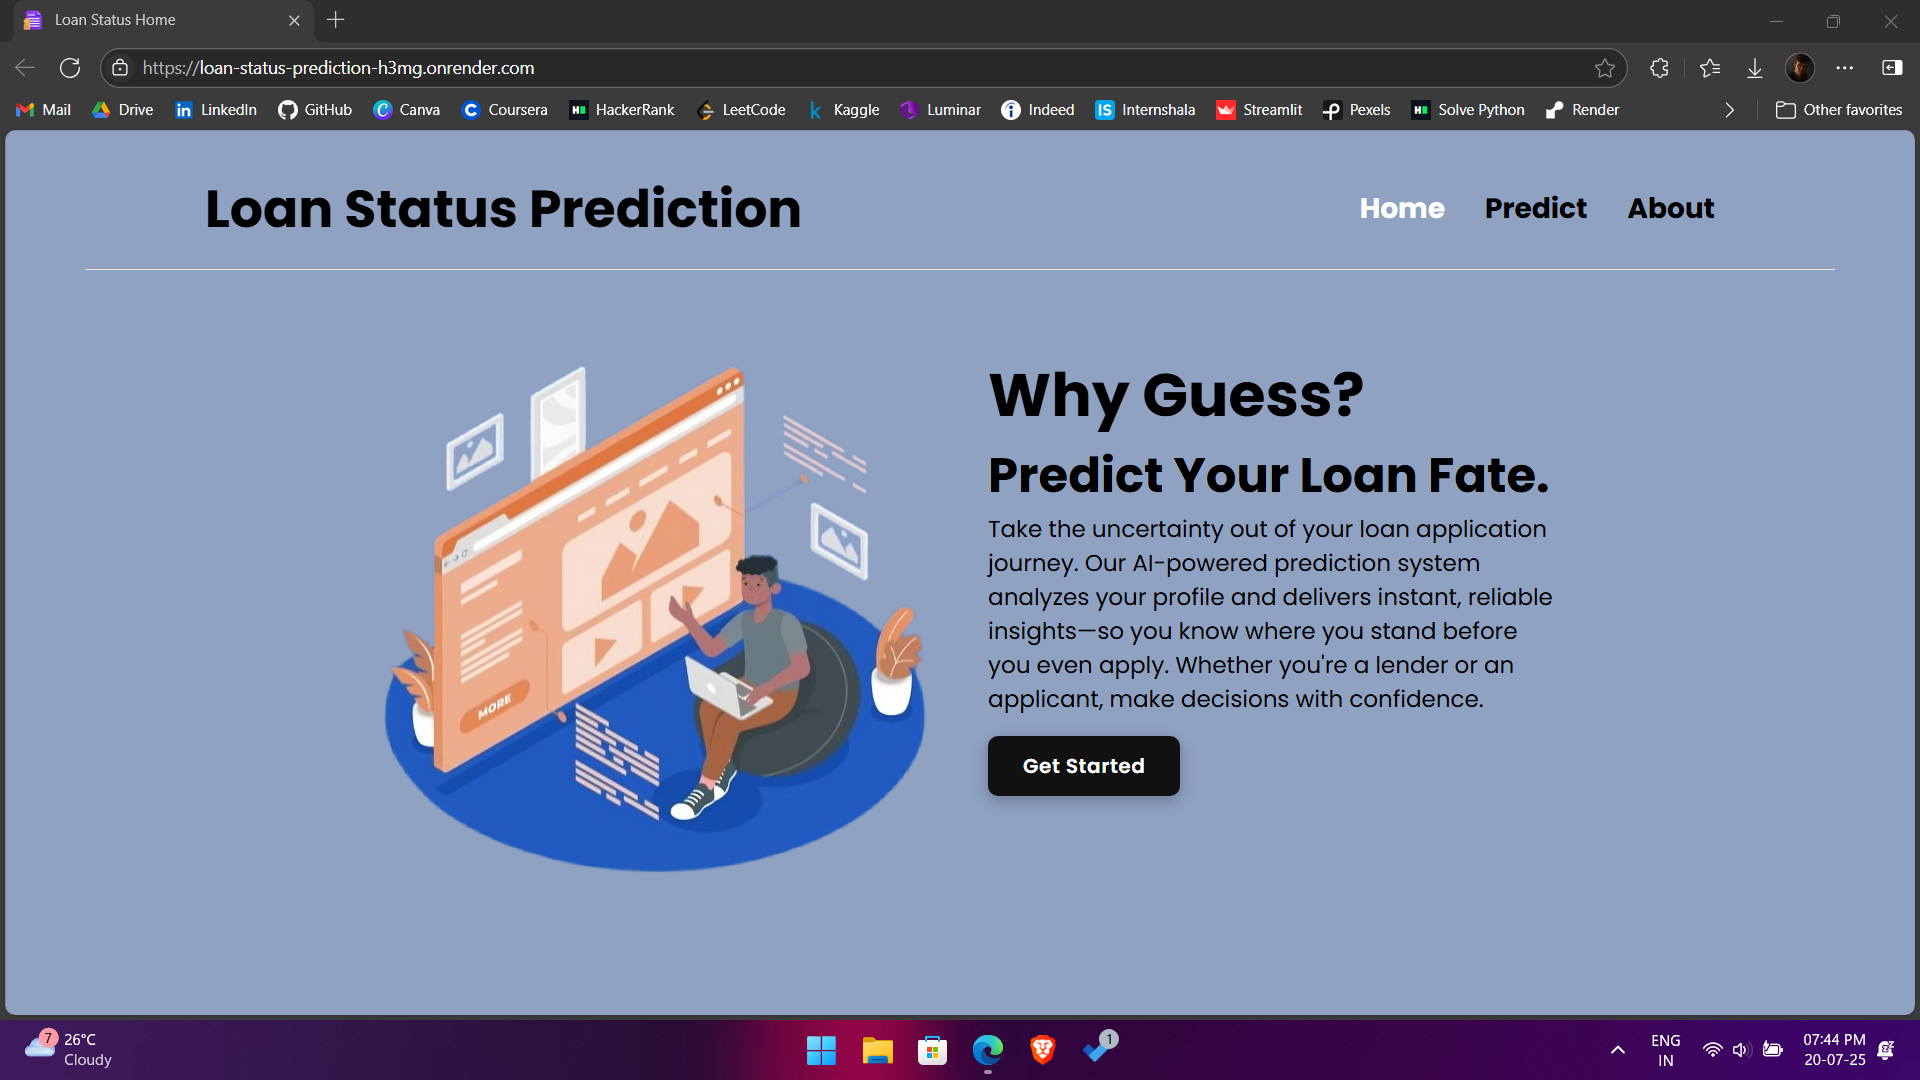 Loan Status Home
https://loan-status-prediction-h3mg.onrender.com
Mail Drive in LinkedIn GitHub Canva Coursera HackerRank LeetCode k Kaggle Luminar Indeed IS Internshala Streamlit Pexels Solve Python Render Other favorites
Loan Status Prediction
Home Predict About
Why Guess?
Predict Your Loan Fate.
Take the uncertainty out of your loan application
journey. Our AI-powered prediction system
analyzes your profile and delivers instant, reliable
insights—so you know where you stand before
you even apply. Whether you're a lender or an
applicant, make decisions with confidence.
Get Started
MORE
7
26°C
Cloudy
1
ENG
IN
07:44 PM
20-07-25